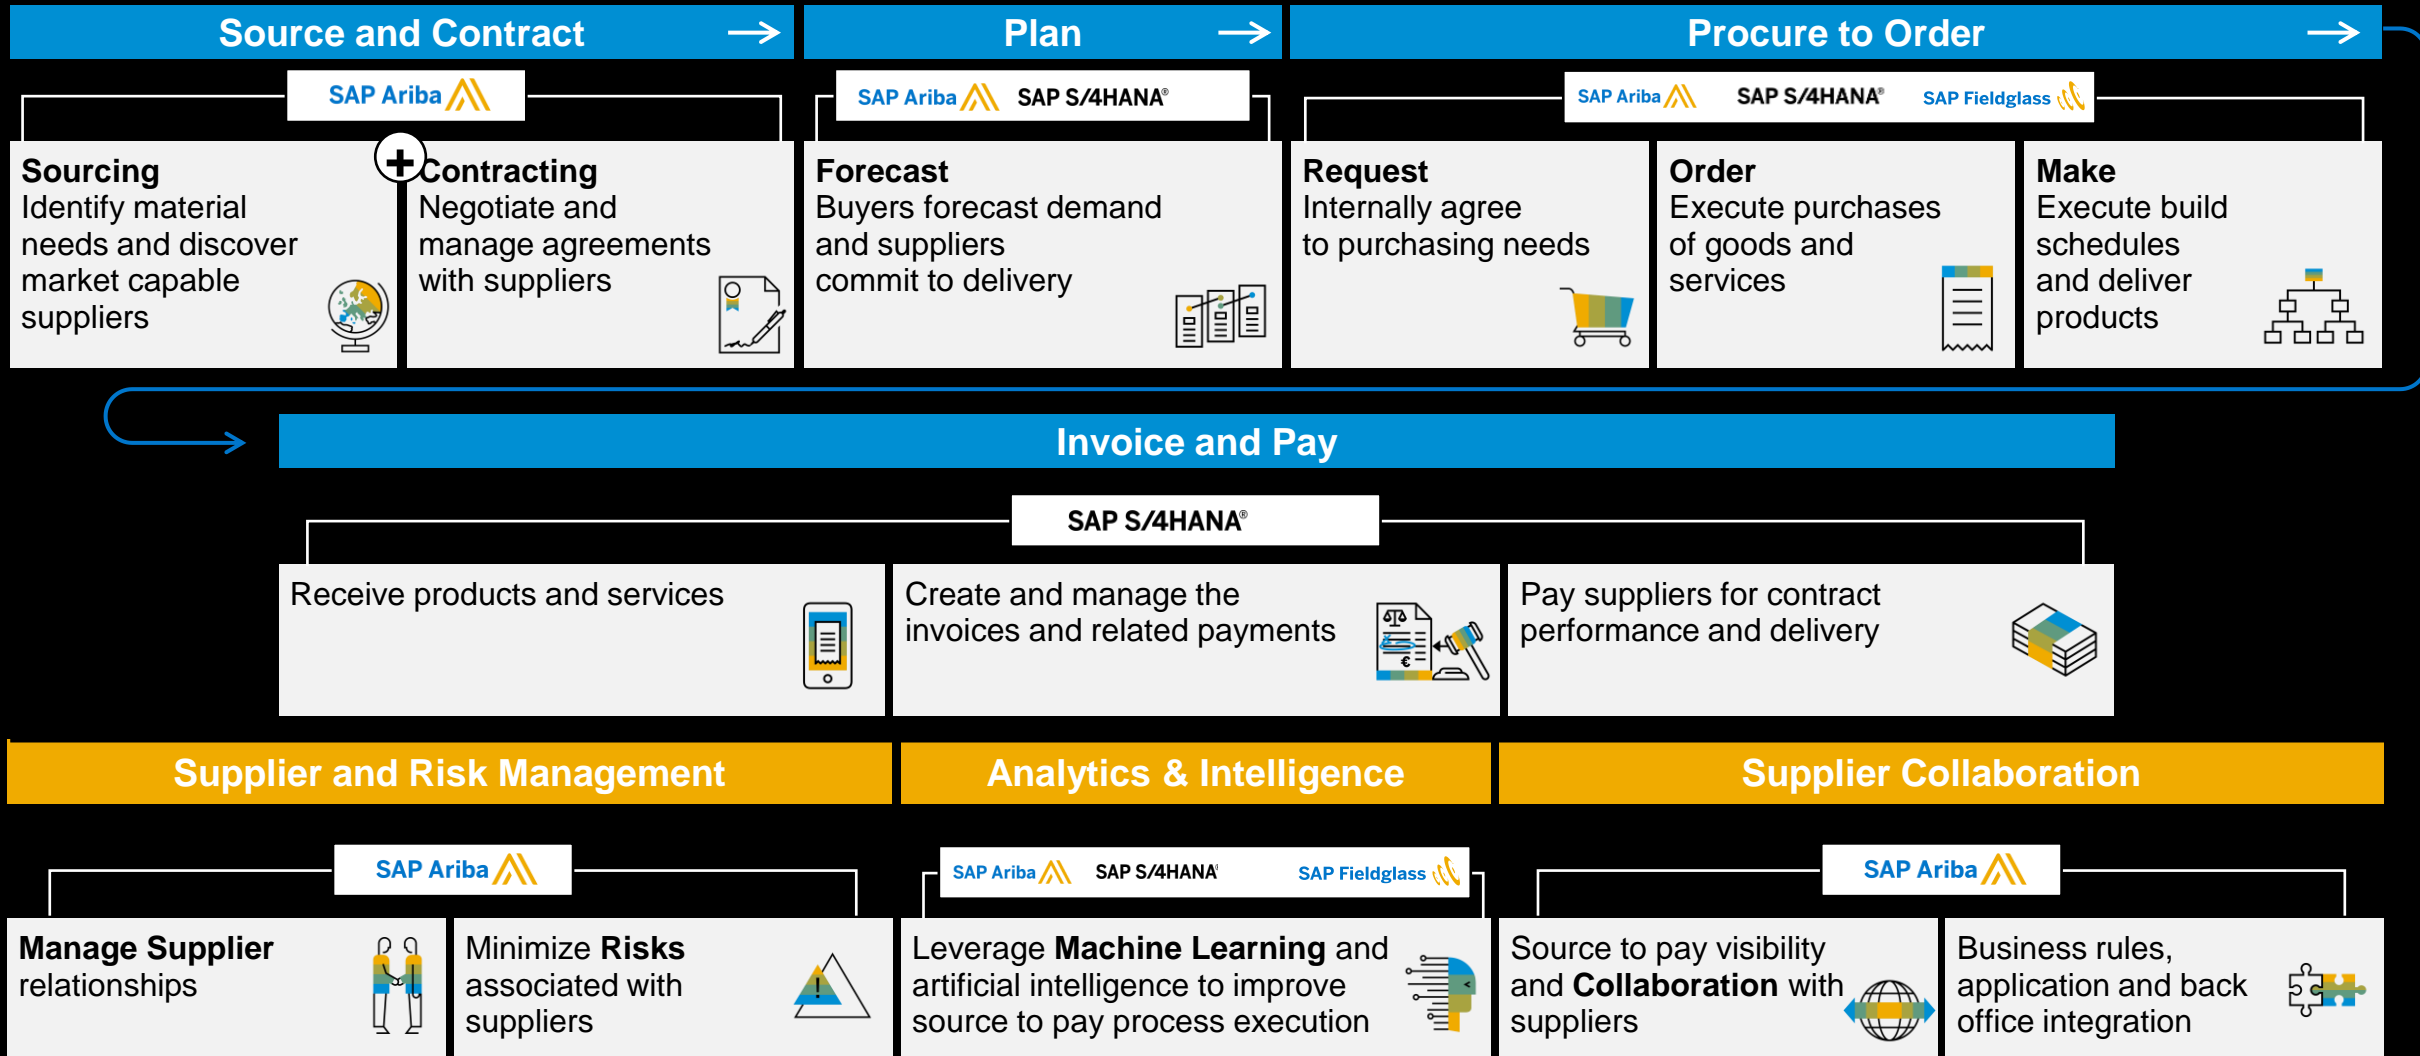 Source and Contract
Plan
Procure to Order
SAP Ariba
SAP Ariba SAP S/4HANA®
SAP Ariba SAP S/4HANA® SAP Fieldglass
+
Sourcing
Identify material
needs and discover
market capable
suppliers
Contracting
Negotiate and
manage agreements
with suppliers
Forecast
Buyers forecast demand
and suppliers
commit to delivery
Request
Internally agree
to purchasing needs
Order
Execute purchases
of goods and
services
Make
Execute build
schedules
and deliver
products
Invoice and Pay
SAP S/4HANA®
Receive products and services
Create and manage the
invoices and related payments
€
Pay suppliers for contract
performance and delivery
Supplier and Risk Management
Analytics & Intelligence
Supplier Collaboration
SAP Ariba
SAP Ariba SAP S/4HANA® SAP Fieldglass
SAP Ariba
Manage Supplier
relationships
Minimize Risks
associated with
suppliers
!
Leverage Machine Learning and
artificial intelligence to improve
source to pay process execution
Source to pay visibility
and Collaboration with
suppliers
Business rules,
application and back
office integration